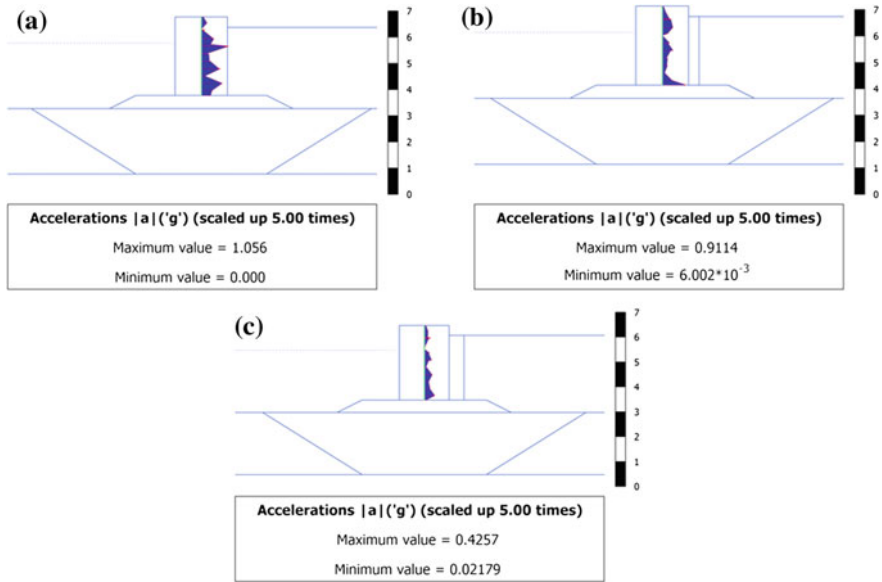 (a)
7
6
5
4
3
2
1
0
Accelerations |a|('g') (scaled up 5.00 times)
Maximum value = 1.056
Minimum value = 0.000
(b)
7
6
5
4
3
2
1
0
Accelerations |a|('g') (scaled up 5.00 times)
Maximum value = 0.9114
Minimum value = 6.002*10⁻³
(c)
7
6
5
4
3
2
1
0
Accelerations |a|('g') (scaled up 5.00 times)
Maximum value = 0.4257
Minimum value = 0.02179